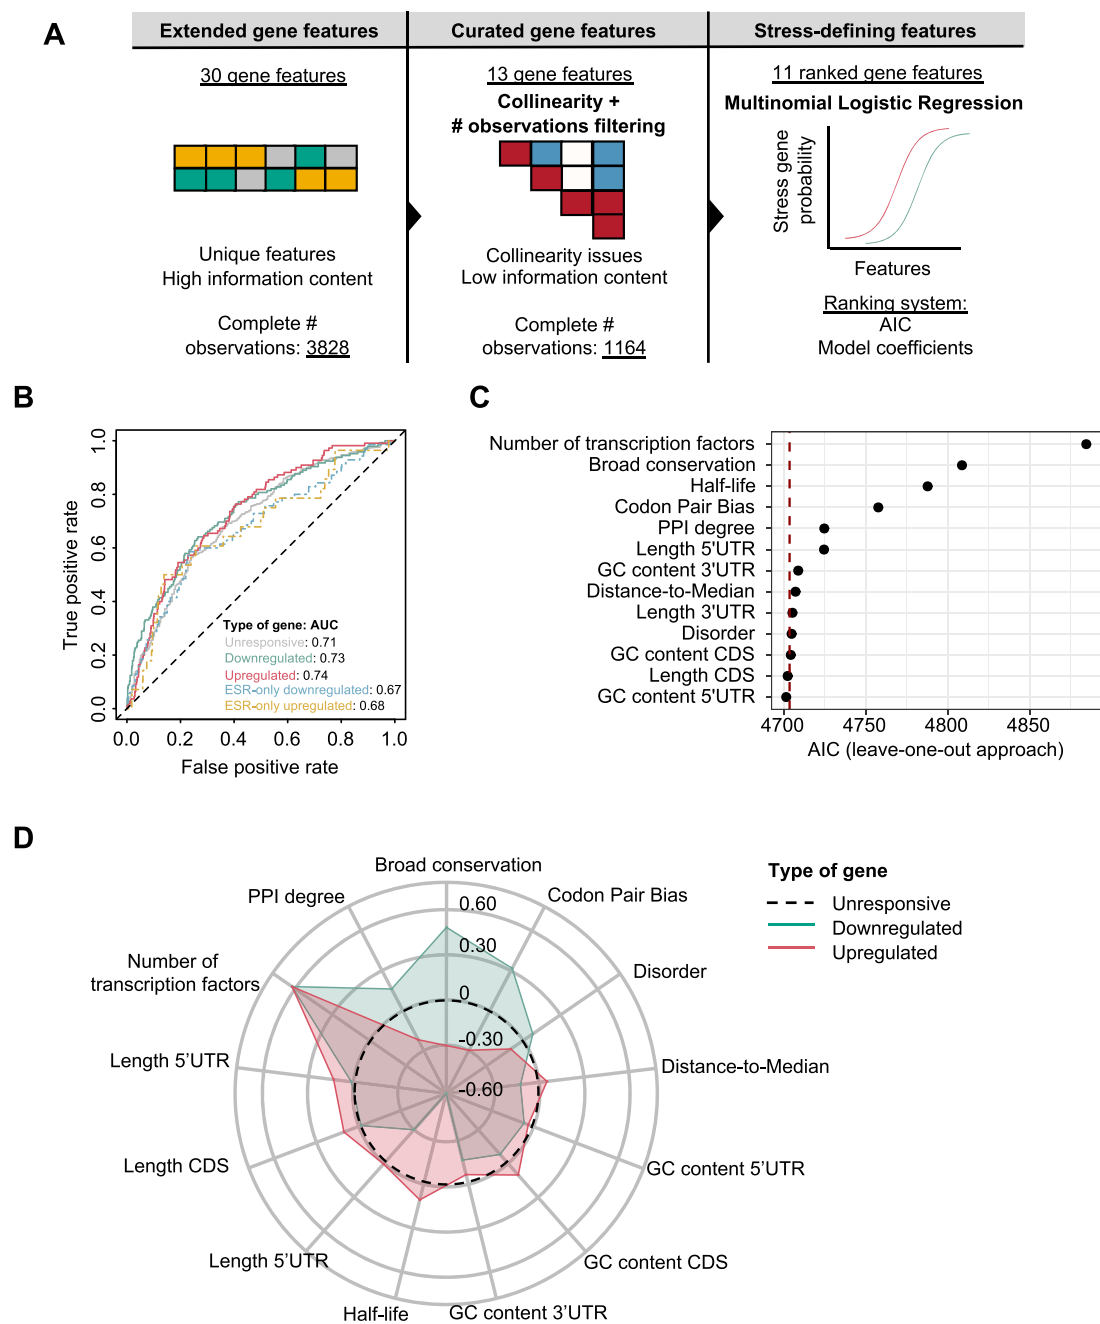 A
Extended gene features
Curated gene features
Stress-defining features
30 gene features
13 gene features
11 ranked gene features
Collinearity +
# observations filtering
Multinomial Logistic Regression
Stress gene
probability
Features
Unique features
High information content
Collinearity issues
Low information content
Complete #
observations: 3828
Complete #
observations: 1164
Ranking system:
AIC
Model coefficients
B
True positive rate
1.0
0.8
0.6
0.4
0.2
0.0
Type of gene: AUC
Unresponsive: 0.71
Downregulated: 0.73
Upregulated: 0.74
ESR-only downregulated: 0.67
ESR-only upregulated: 0.68
0.0 0.2 0.4 0.6 0.8 1.0
False positive rate
C
Number of transcription factors
Broad conservation
Half-life
Codon Pair Bias
PPI degree
Length 5'UTR
GC content 3'UTR
Distance-to-Median
Length 3'UTR
Disorder
GC content CDS
Length CDS
GC content 5'UTR
4700 4750 4800 4850
AIC (leave-one-out approach)
D
Broad conservation
Codon Pair Bias
Disorder
Distance-to-Median
GC content 5'UTR
GC content CDS
GC content 3'UTR
Half-life
Length 5'UTR
Length CDS
Length 5'UTR
Number of
transcription factors
PPI degree
0.60
0.30
0
-0.30
-0.60
Type of gene
Unresponsive
Downregulated
Upregulated